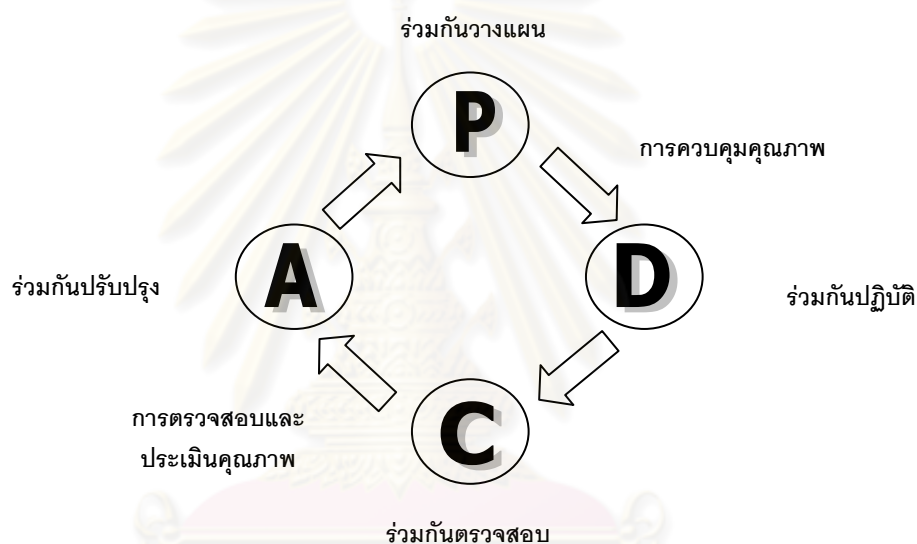 ร่วมกันวางแผน
P
การควบคุมคุณภาพ
A
D
ร่วมกันปรับปรุง
ร่วมกันปฏิบัติ
C
การตรวจสอบและ
ประเมินคุณภาพ
ร่วมกันตรวจสอบ